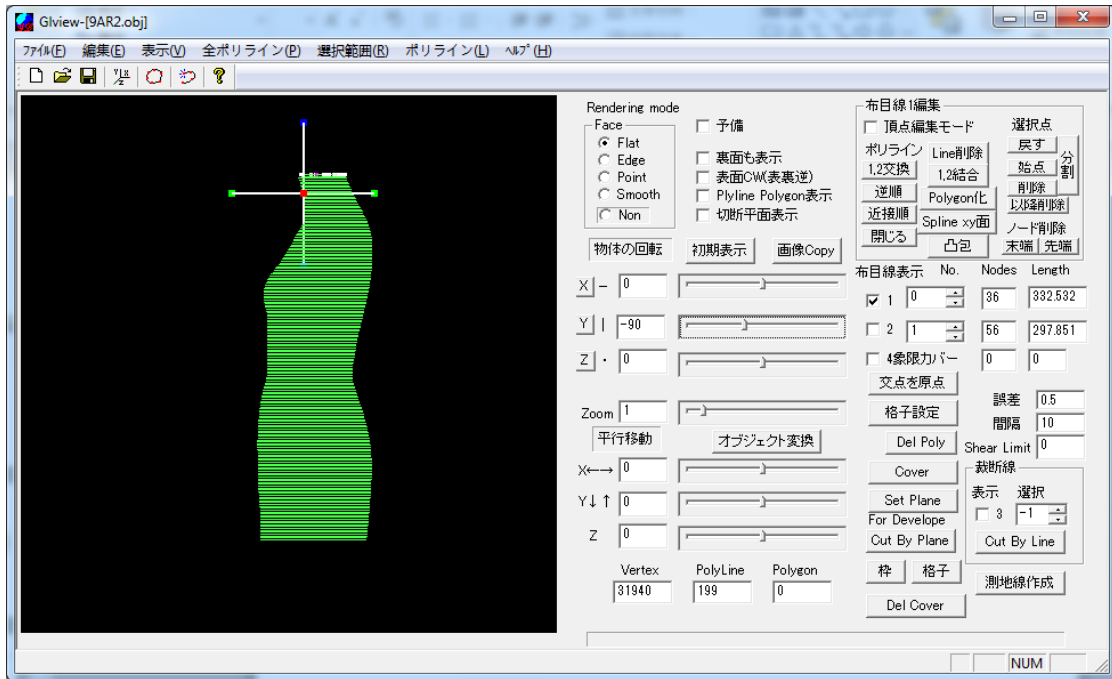 Glview-[9AR2.obj]
ファイル(F) 編集(E) 表示(V) 全ポリライン(P) 選択範囲(R) ポリライン(L) ヘルプ(H)
Rendering mode
Face
Flat
Edge
Point
Smooth
Non
予備
裏面も表示
表面CW(表裏逆)
Plyline Polygon表示
切断平面表示
物体の回転 初期表示 画像Copy
X − 0
Y | -90
Z ・ 0
Zoom 1
平行移動 オブジェクト変換
X←→ 0
Y↓↑ 0
Z 0
Vertex PolyLine Polygon
31940 199 0
布目線1編集
頂点編集モード 選択点
ポリライン Line削除 戻す 分割
1,2交換 1,2結合 始点
逆順 Polygon化 削除
近接順 Spline xy面 以降削除
閉じる 凸包 ノード削除
末端 先端
布目線表示 No. Nodes Length
1 0 36 332.532
2 1 56 297.851
4象限カバー 0 0
交点を原点
格子設定
誤差 0.5
間隔 10
Del Poly Shear Limit 0
Cover
Set Plane
For Develope
Cut By Plane
裁断線
表示 選択
3 -1
Cut By Line
枠 格子 測地線作成
Del Cover
NUM